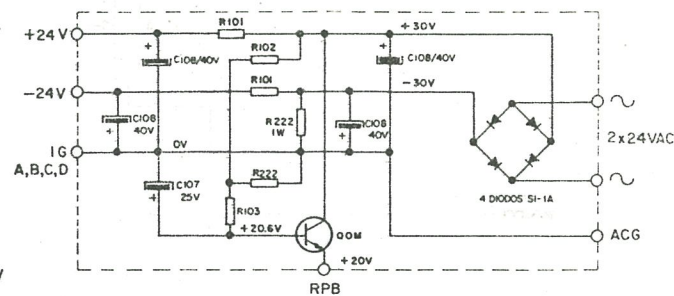 +24V
R101
+30V
R102
C108/40V
C108/40V
-24V
R101
-30V
C108
40V
R222
1W
C108
40V
2x24VAC
1G
0V
A,B,C,D
C107
25V
R222
4 DIODOS SI-1A
R103
+20.6V
QOM
ACG
+20V
RPB